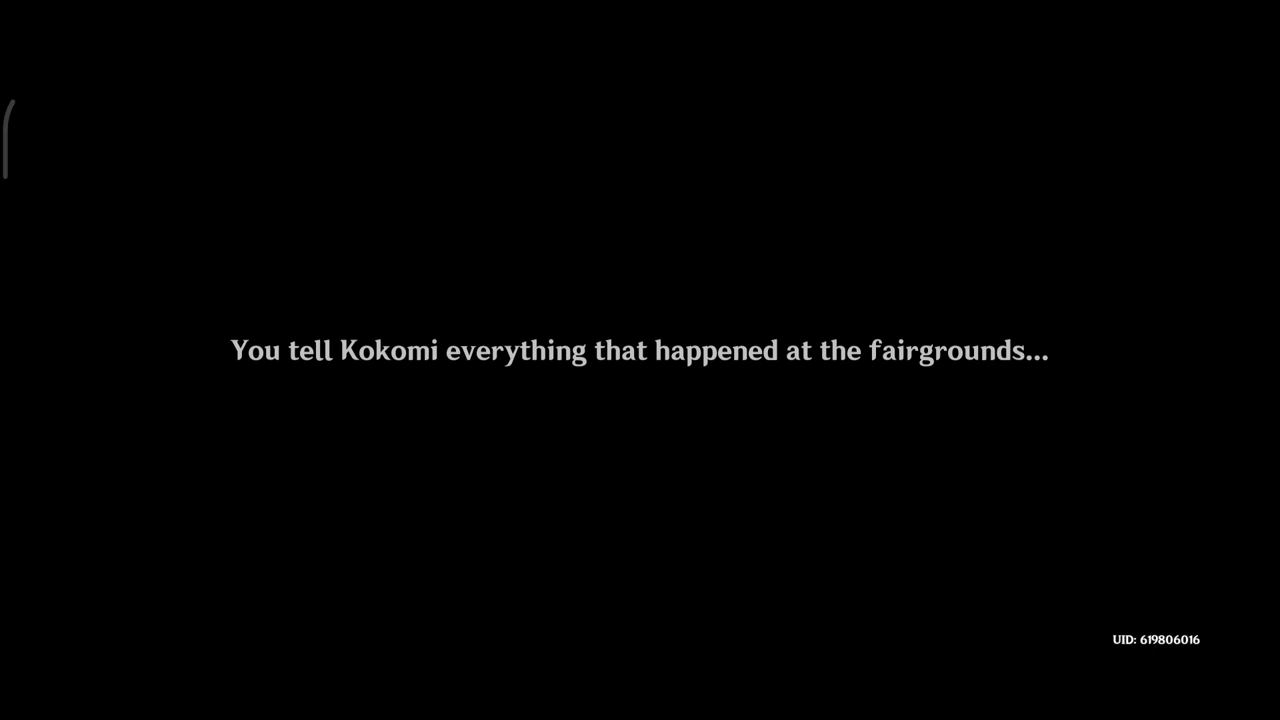 You tell Kokomi everything that happened at the fairgrounds...
UID: 619806016